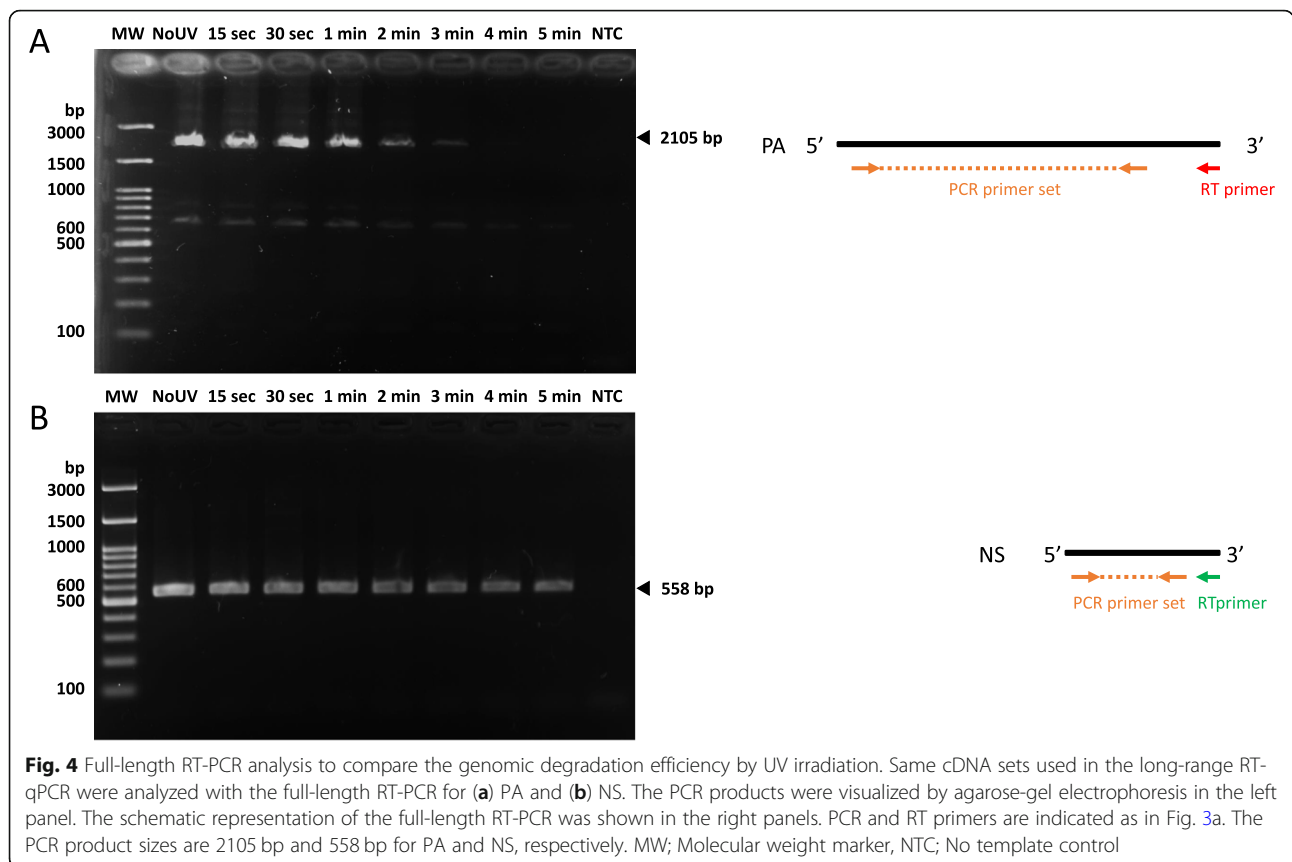 A
MW NoUV 15 sec 30 sec 1 min 2 min 3 min 4 min 5 min NTC
bp
3000
1500
1000
600
500
100
2105 bp
PA 5’ 3’
PCR primer set RT primer
B
MW NoUV 15 sec 30 sec 1 min 2 min 3 min 4 min 5 min NTC
bp
3000
1500
1000
600
500
100
558 bp
NS 5’ 3’
PCR primer set RTprimer
Fig. 4 Full-length RT-PCR analysis to compare the genomic degradation efficiency by UV irradiation. Same cDNA sets used in the long-range RT-
qPCR were analyzed with the full-length RT-PCR for (a) PA and (b) NS. The PCR products were visualized by agarose-gel electrophoresis in the left
panel. The schematic representation of the full-length RT-PCR was shown in the right panels. PCR and RT primers are indicated as in Fig. 3a. The
PCR product sizes are 2105 bp and 558 bp for PA and NS, respectively. MW; Molecular weight marker, NTC; No template control